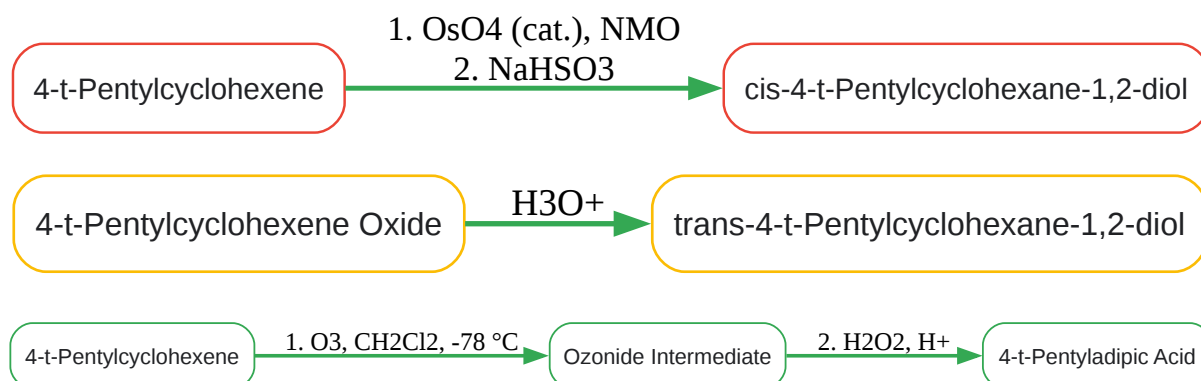 1. OsO4 (cat.), NMO
2. NaHSO3
4-t-Pentylcyclohexene
cis-4-t-Pentylcyclohexane-1,2-diol
H3O+
4-t-Pentylcyclohexene Oxide
trans-4-t-Pentylcyclohexane-1,2-diol
1. O3, CH2Cl2, -78 °C
2. H2O2, H+
4-t-Pentylcyclohexene
Ozonide Intermediate
4-t-Pentyladipic Acid